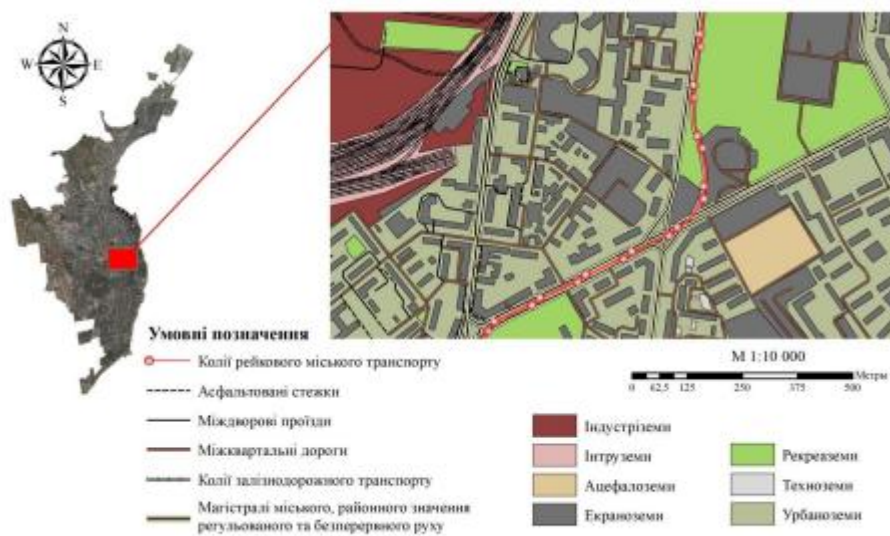 N
W E
S
Умовні позначення
Колії рейкового міського транспорту
Асфальтовані стежки
Міждворові проїзди
Міжквартальні дороги
Колії залізнодорожного транспорту
Магістралі міського, районного значення
регульованого та безперервного руху
М 1:10 000
Метри
0 62,5 125 250 375 500
Індустріземи
Інтруземи
Ацефалоземи
Екраноземи
Рекреаземи
Техноземи
Урбаноземи